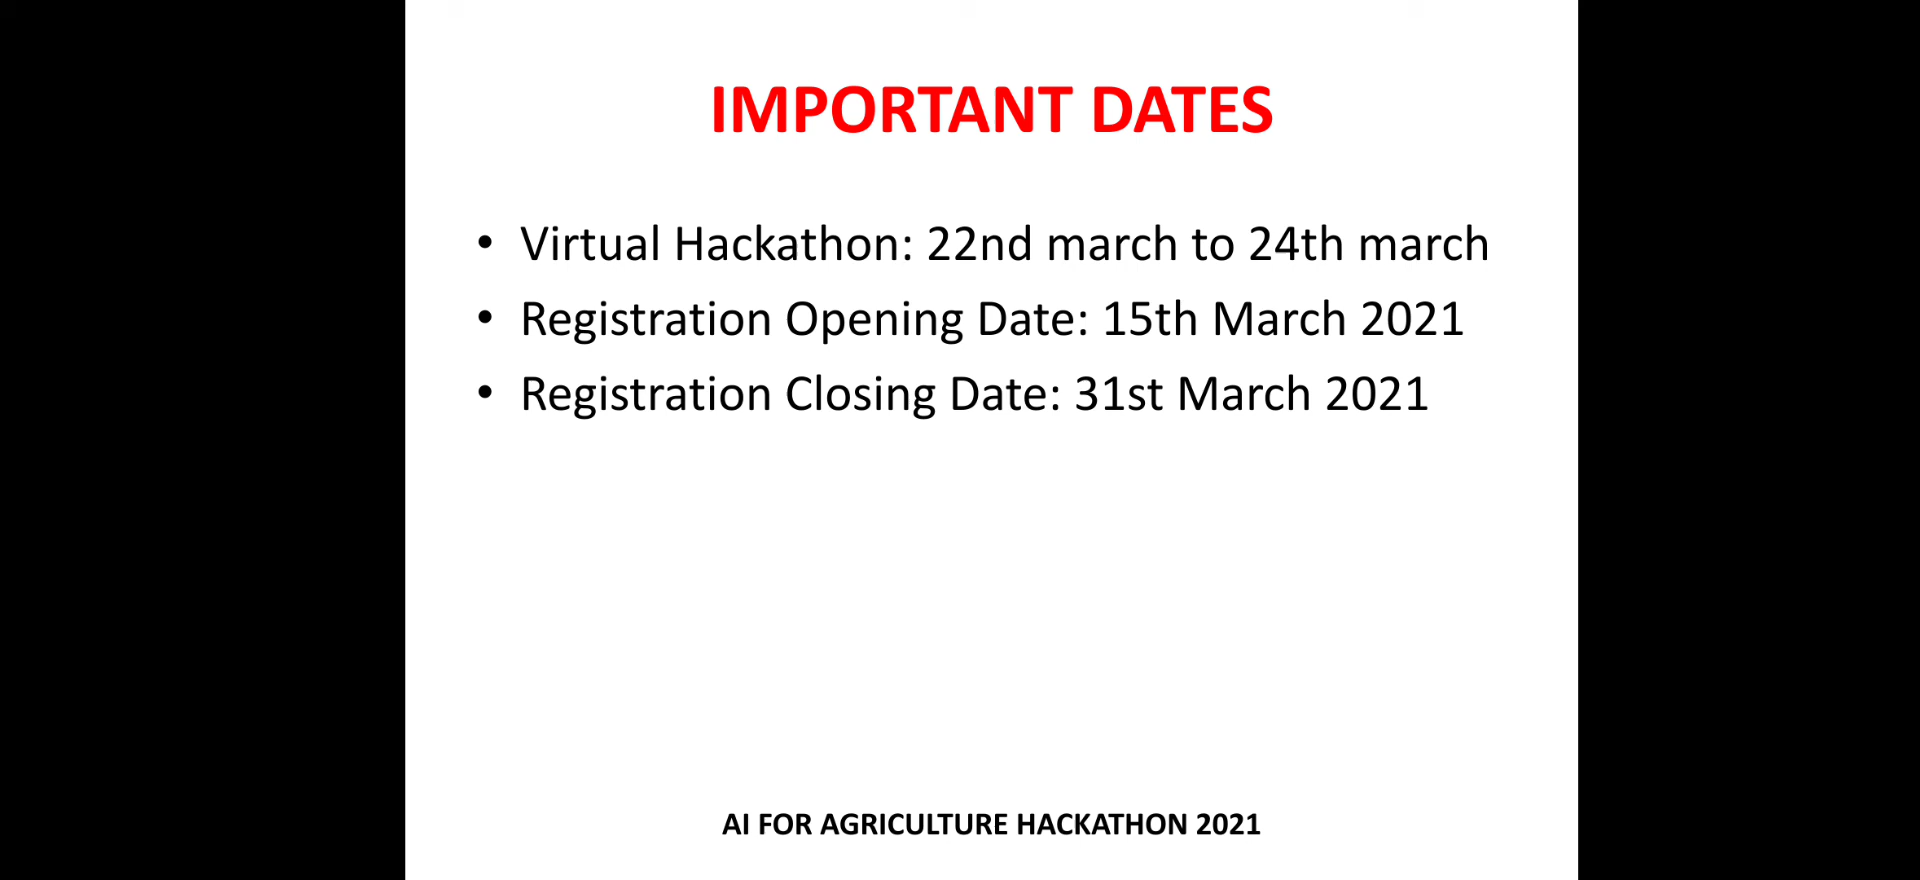 IMPORTANT DATES
• Virtual Hackathon: 22nd march to 24th march
• Registration Opening Date: 15th March 2021
• Registration Closing Date: 31st March 2021
AI FOR AGRICULTURE HACKATHON 2021